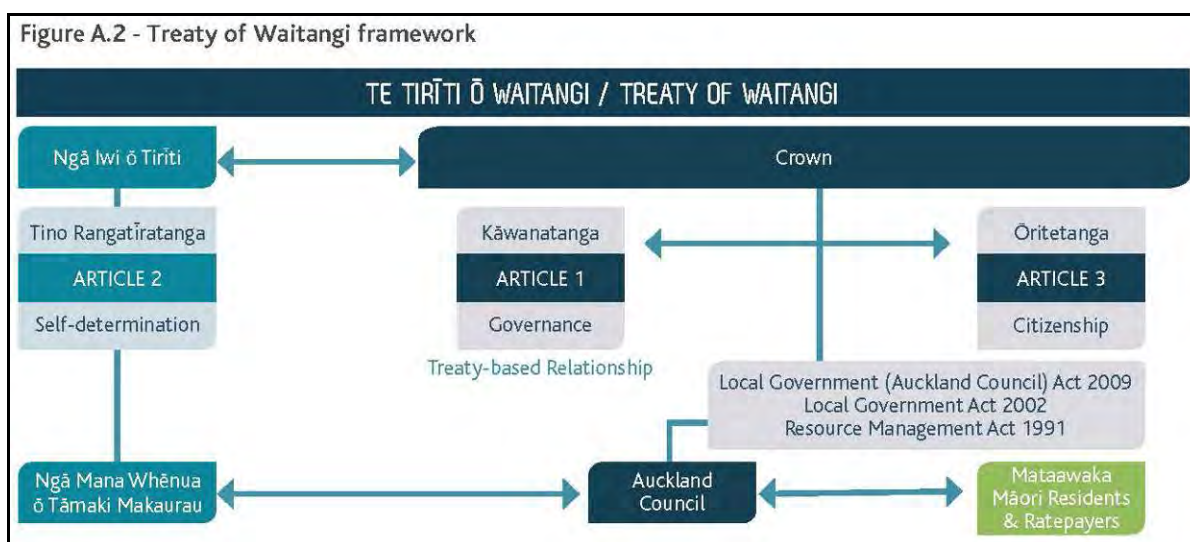 Figure A.2 - Treaty of Waitangi framework
TE TIRĪTI Ō WAITANGI / TREATY OF WAITANGI
Ngā Iwi ō Tiriti
Crown
Tino Rangatīratanga
ARTICLE 2
Self-determination
Kāwanatanga
ARTICLE 1
Governance
Ōritetanga
ARTICLE 3
Citizenship
Treaty-based Relationship
Local Government (Auckland Council) Act 2009
Local Government Act 2002
Resource Management Act 1991
Ngā Mana Whēnua
ō Tāmaki Makaurau
Auckland
Council
Mataawaka
Māori Residents
& Ratepayers